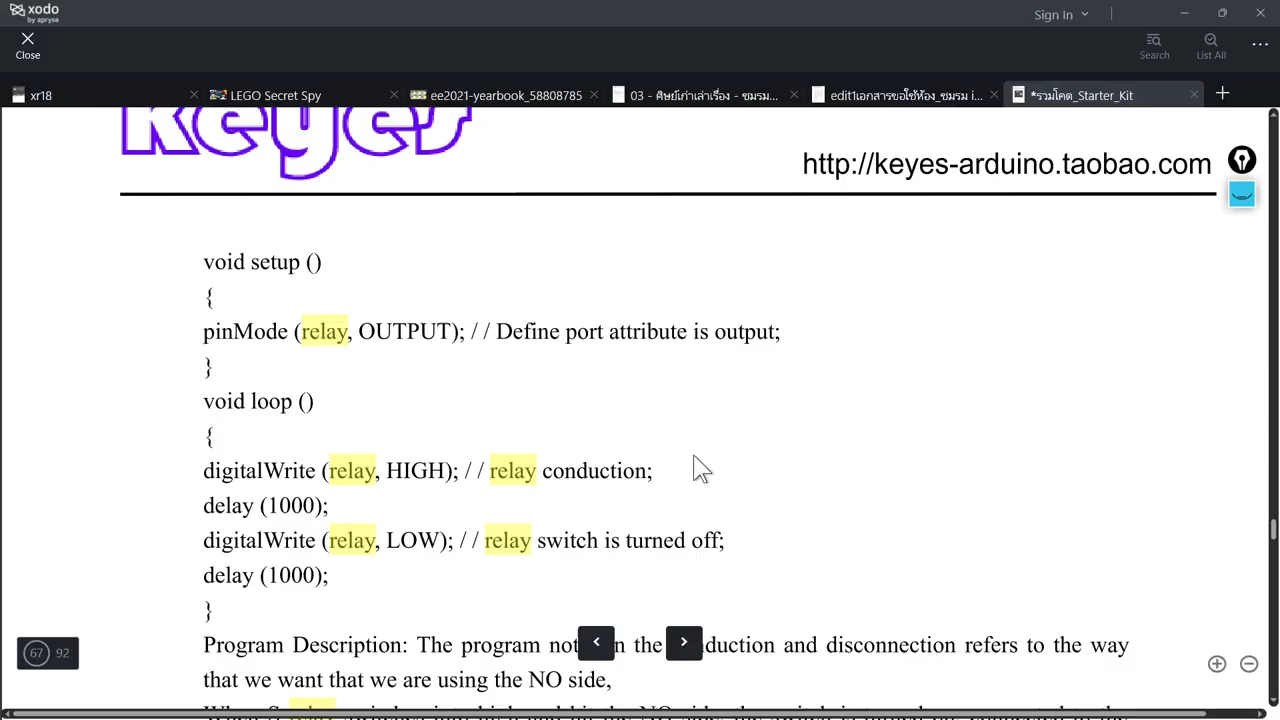 xodo
by apryse
Sign In
Close
Search
List All
xr18
LEGO Secret Spy
ee2021-yearbook_58808785
03 - ศิษย์เก่าเล่าเรื่อง - ชมรม...
edit1เอกสารขอใช้ห้อง_ชมรม i...
*รวมโคด_Starter_Kit
keyes
http://keyes-arduino.taobao.com
void setup ()
{
pinMode (relay, OUTPUT); / / Define port attribute is output;
}
void loop ()
{
digitalWrite (relay, HIGH); / / relay conduction;
delay (1000);
digitalWrite (relay, LOW); / / relay switch is turned off;
delay (1000);
}
Program Description: The program the and disconnection refers to the way
that we want that we are using the NO side,
67 92